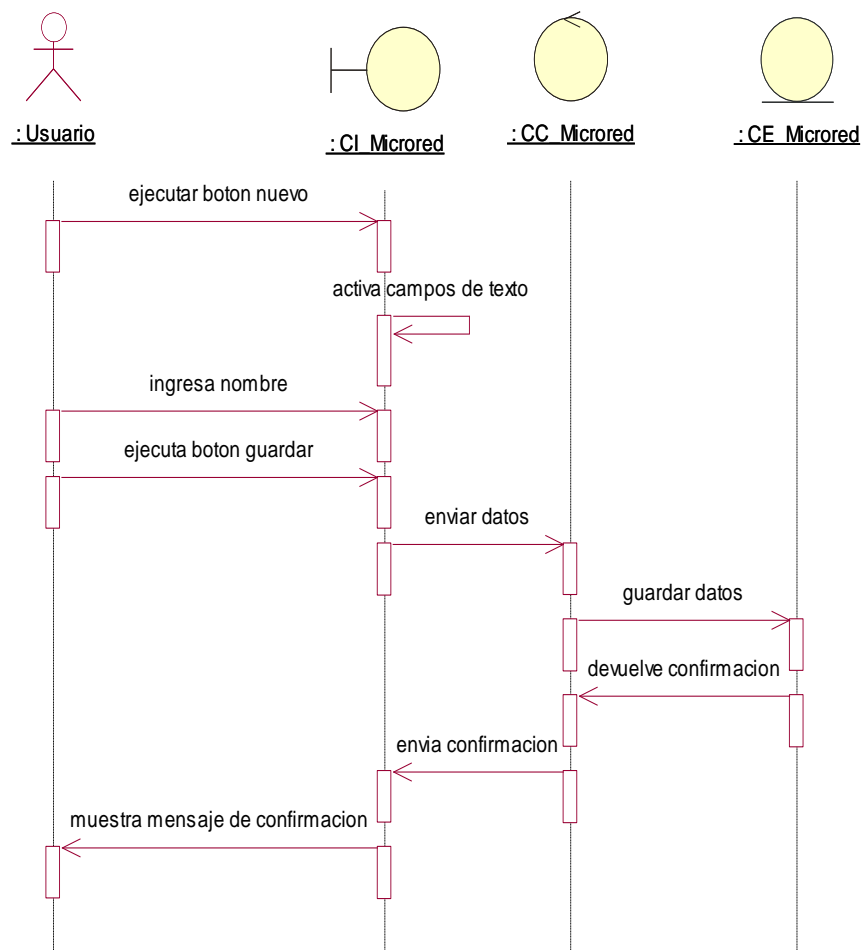 : Usuario
: CI_Microred
: CC_Microred
: CE_Microred
ejecutar boton nuevo
activa campos de texto
ingresa nombre
ejecuta boton guardar
enviar datos
guardar datos
devuelve confirmacion
envia confirmacion
muestra mensaje de confirmacion